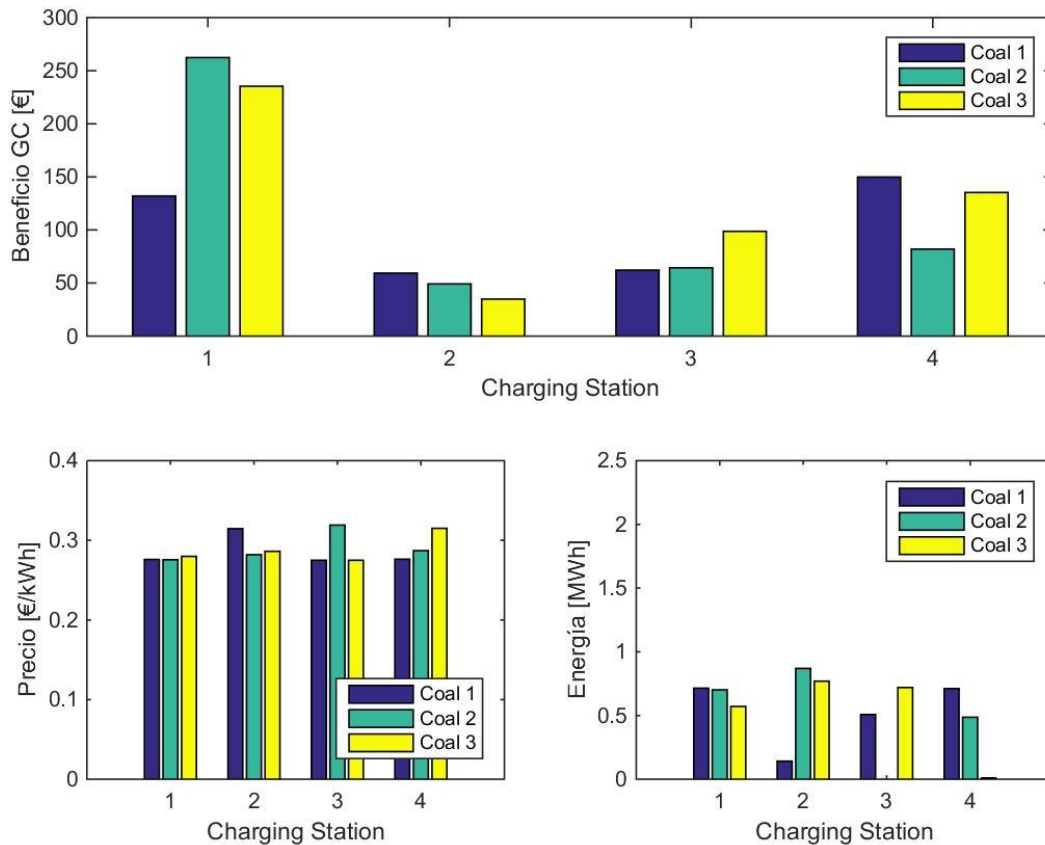 Beneficio GC [€]
300
250
200
150
100
50
0
Coal 1
Coal 2
Coal 3
1 2 3 4
Charging Station
Precio [€/kWh]
0.4
0.3
0.2
0.1
0
Coal 1
Coal 2
Coal 3
1 2 3 4
Charging Station
Energía [MWh]
2.5
2
1.5
1
0.5
0
Coal 1
Coal 2
Coal 3
1 2 3 4
Charging Station